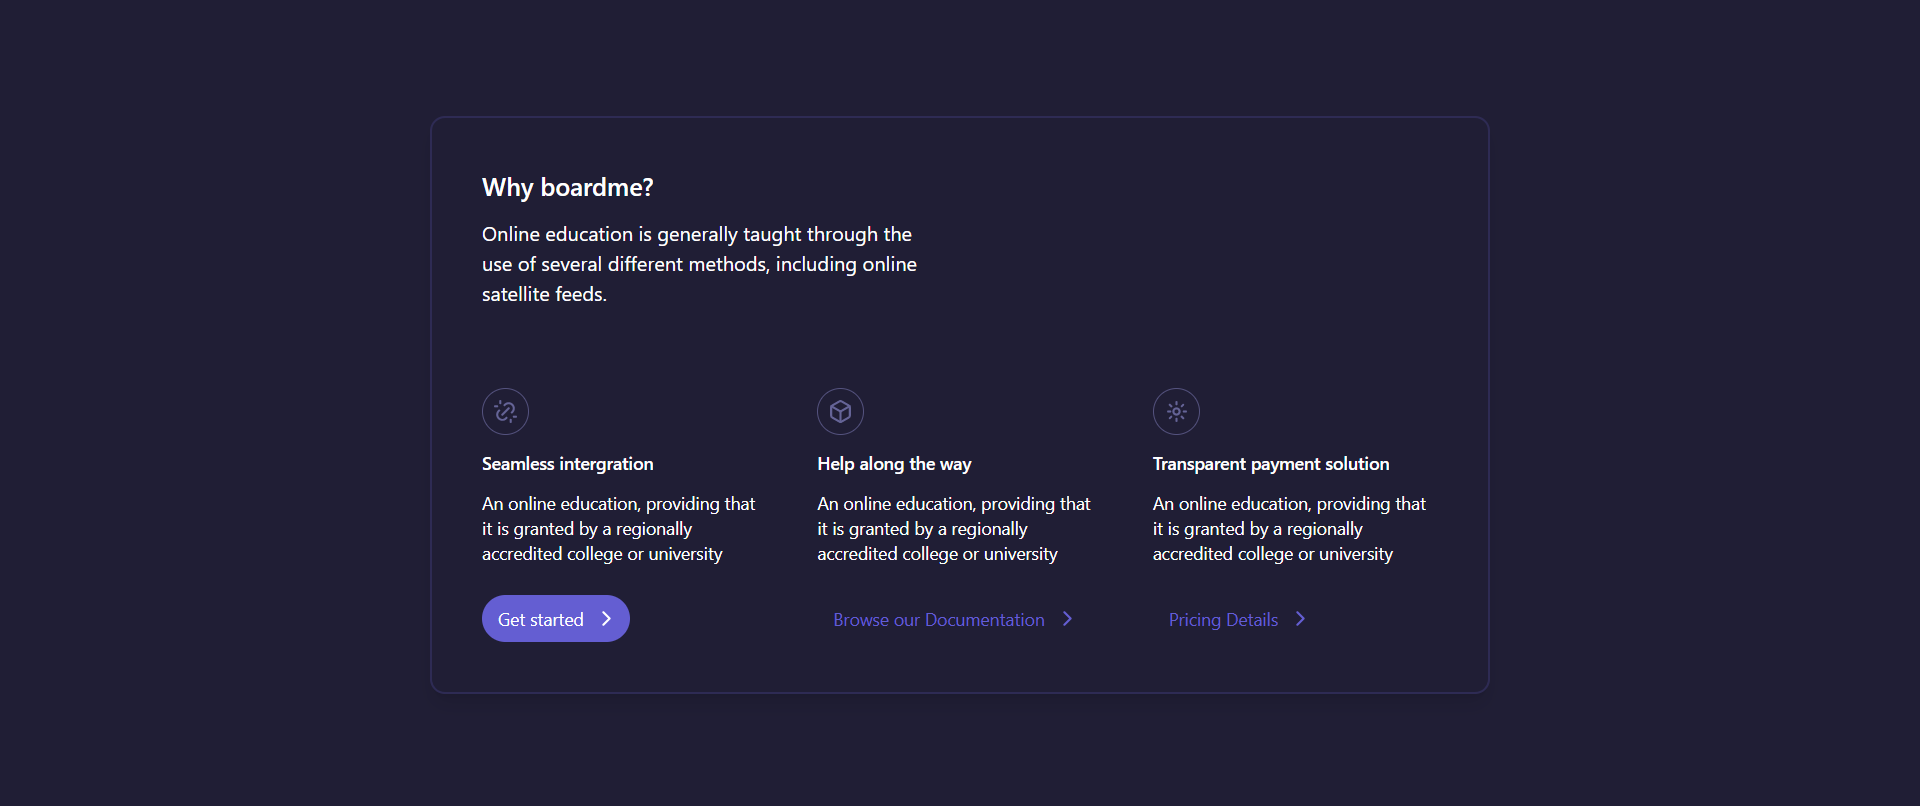 Why boardme?
Online education is generally taught through the
use of several different methods, including online
satellite feeds.
Seamless intergration
An online education, providing that
it is granted by a regionally
accredited college or university
Get started
Help along the way
An online education, providing that
it is granted by a regionally
accredited college or university
Browse our Documentation
Transparent payment solution
An online education, providing that
it is granted by a regionally
accredited college or university
Pricing Details